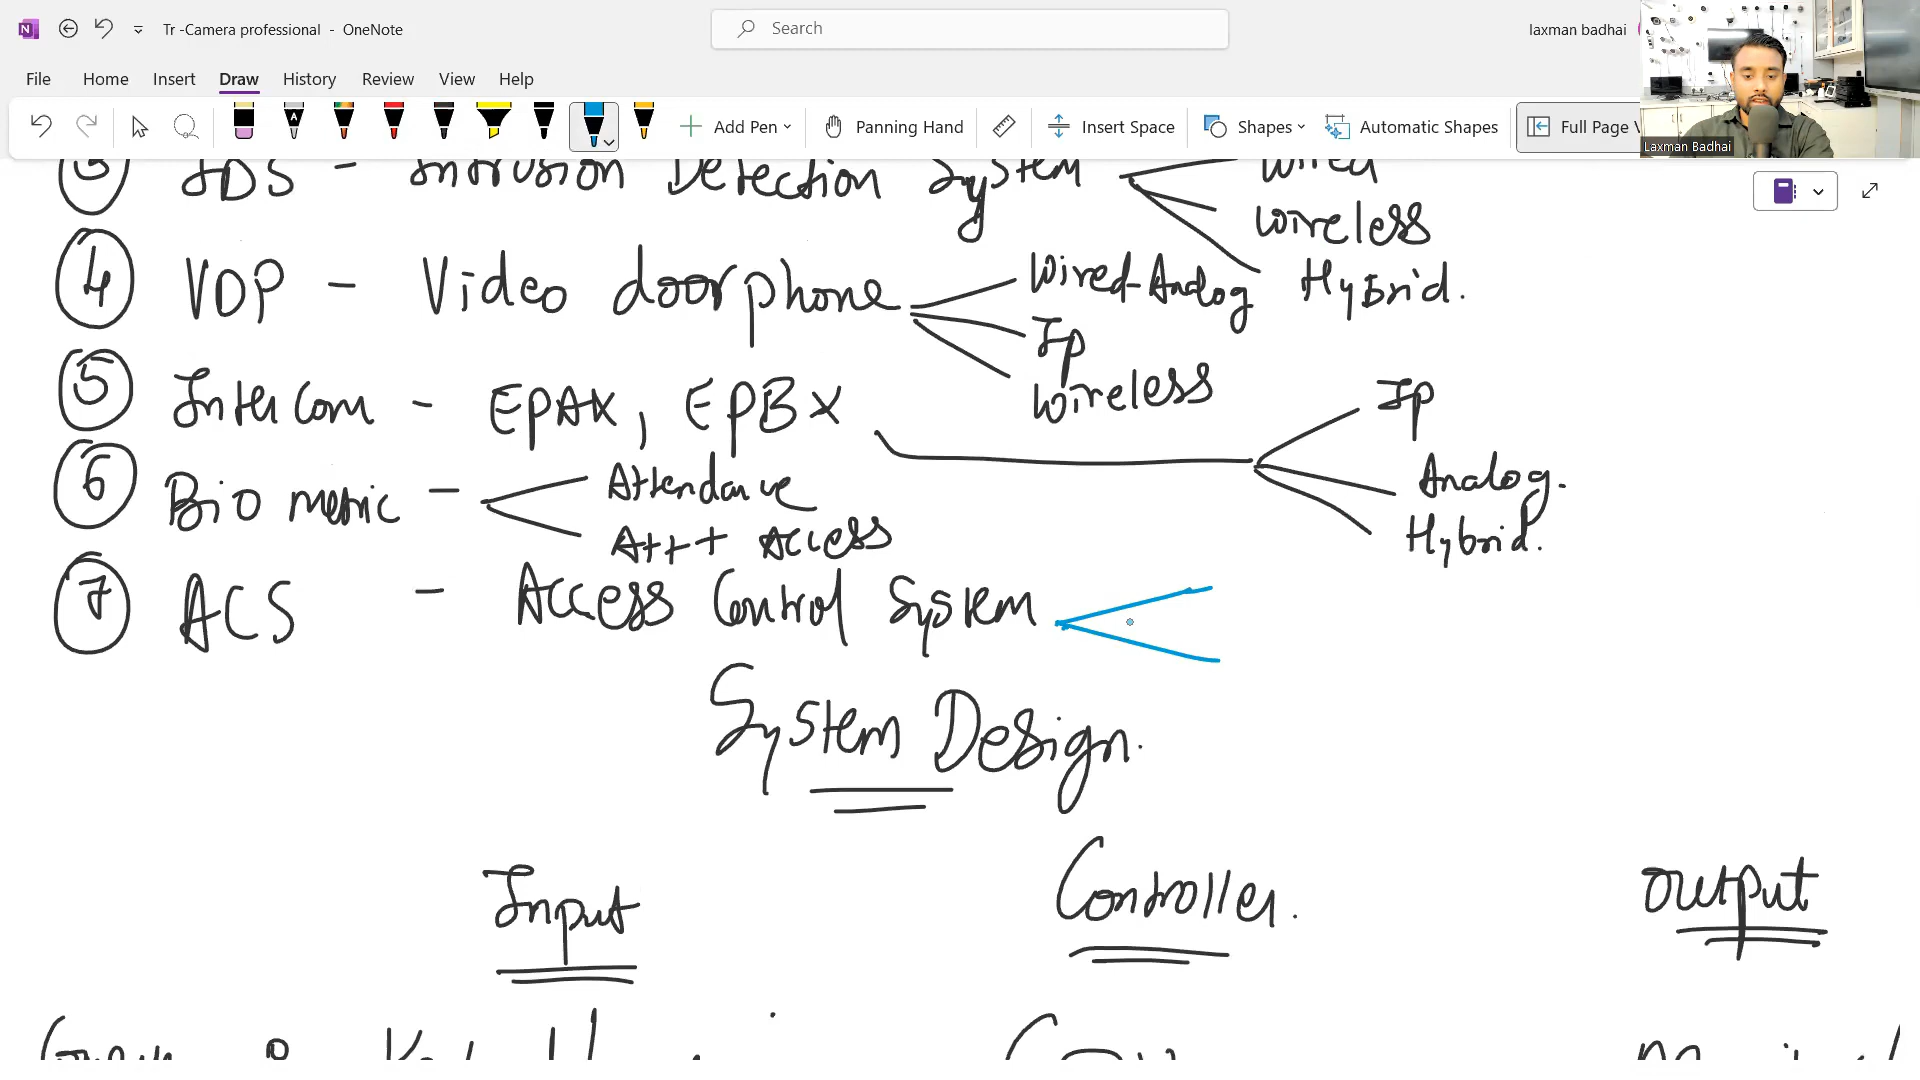 Tr -Camera professional - OneNote
Search
laxman badhai
File Home Insert Draw History Review View Help
Add Pen Panning Hand Insert Space Shapes Automatic Shapes Full Page V
Laxman Badhai
3 IDS - Intrusion Detection System Wired
Wireless
Hybrid.
4 VDP - Video doorphone Wired-Analog
Ip
Wireless
5 Intercom - EPAX, EPBX Ip
Analog.
Hybrid.
6 Bio metric - Attendance
Att + Access
7 ACS - Access Control System
System Design.
Input Controller. Output